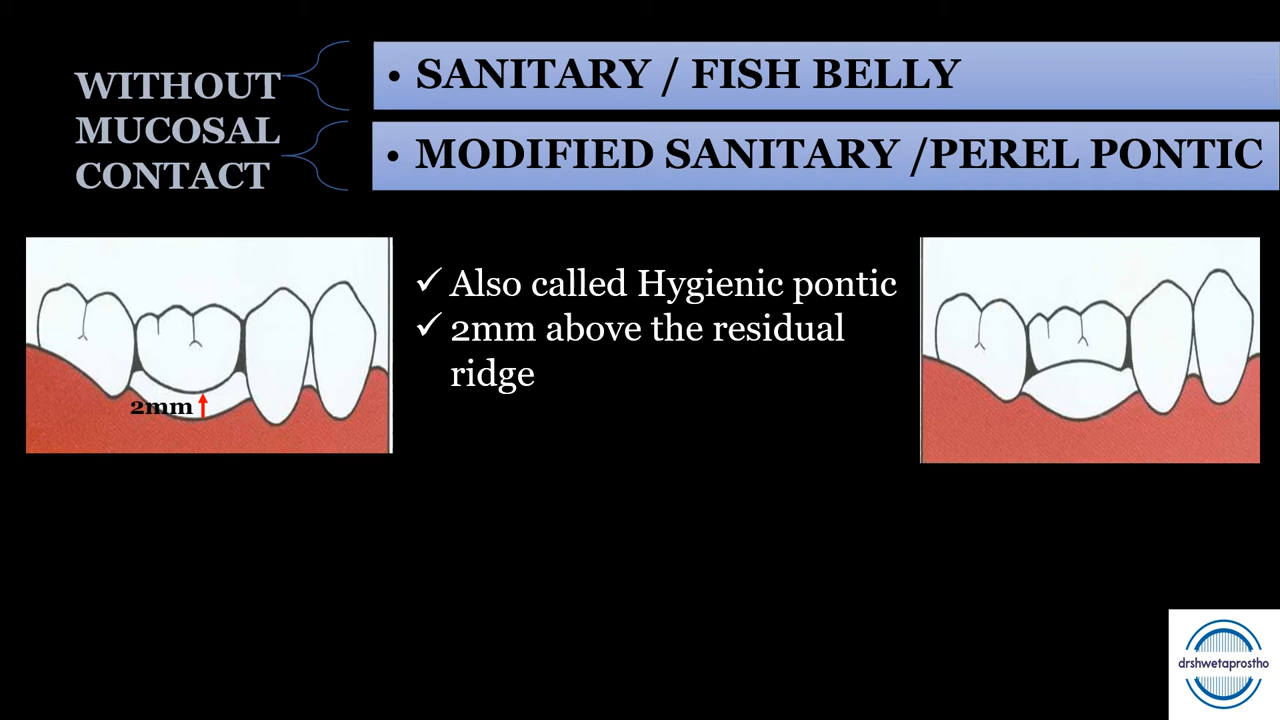 WITHOUT
MUCOSAL
CONTACT
• SANITARY / FISH BELLY
• MODIFIED SANITARY /PEREL PONTIC
✓ Also called Hygienic pontic
✓ 2mm above the residual
ridge
2mm
drshwetaprostho